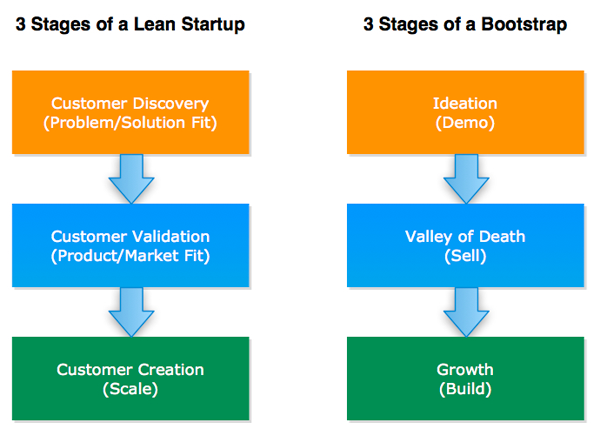 3 Stages of a Lean Startup
Customer Discovery
(Problem/Solution Fit)
Customer Validation
(Product/Market Fit)
Customer Creation
(Scale)
3 Stages of a Bootstrap
Ideation
(Demo)
Valley of Death
(Sell)
Growth
(Build)